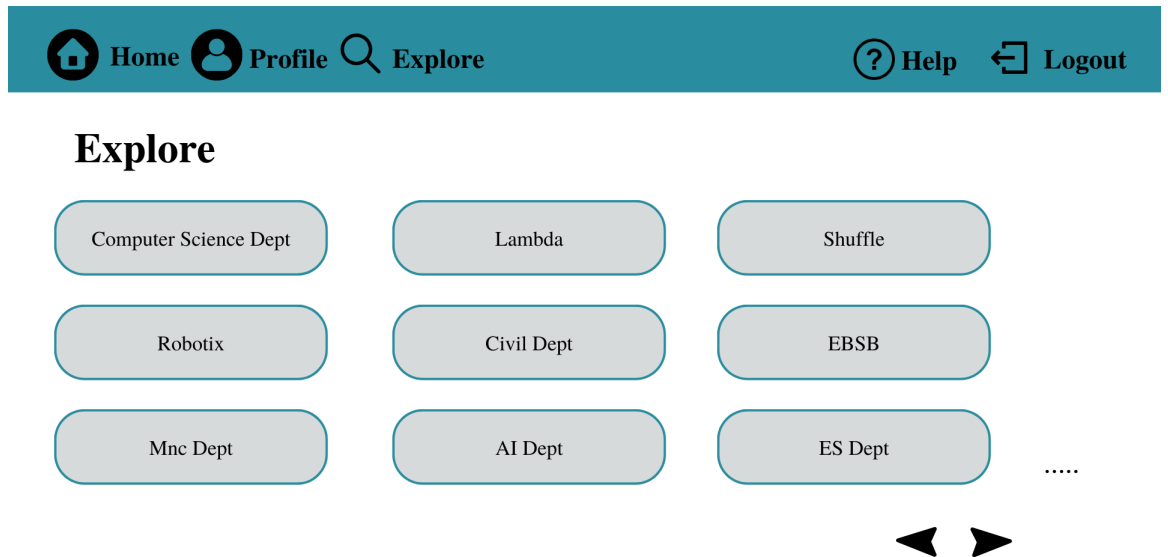 Home Profile Explore Help Logout
Explore
Computer Science Dept Lambda Shuffle
Robotix Civil Dept EBSB
Mnc Dept AI Dept ES Dept .....